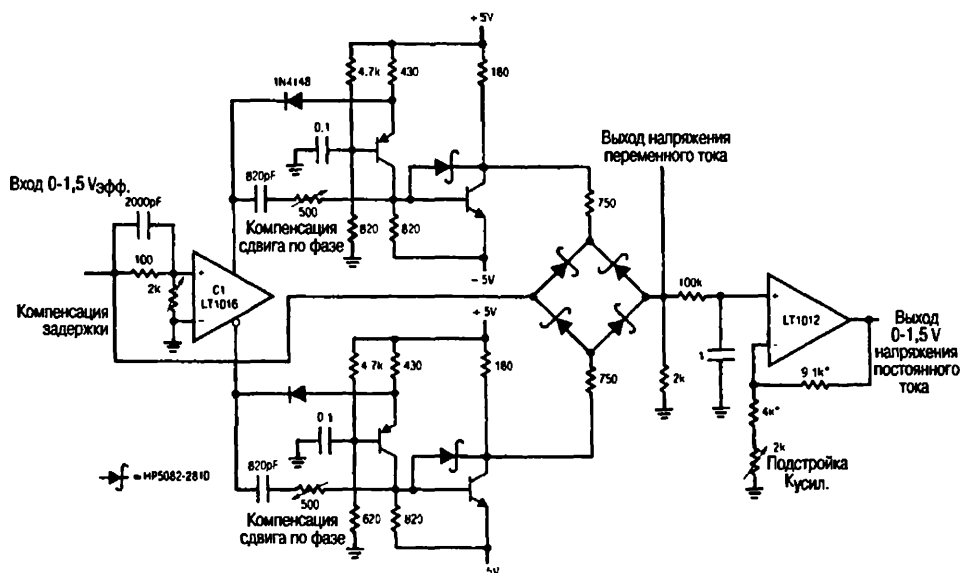 + 5V
4.7k
430
180
1N4148
0.1
Выход напряжения
переменного тока
Вход 0-1,5 Vэфф.
820pF
2000pF
500
Компенсация
сдвига по фазе
820
820
750
100
+
C1
LT1016
2k
−
− 5V
Компенсация
задержки
100k
+
LT1012
−
Выход
0-1,5 V
напряжения
постоянного
тока
+ 5V
4 7k
430
180
750
1
2k
9 1k*
4k*
0 1
820pF
2k
Подстройка
Кусил.
= HP5082-2810
500
Компенсация
сдвига по фазе
620
820
5V